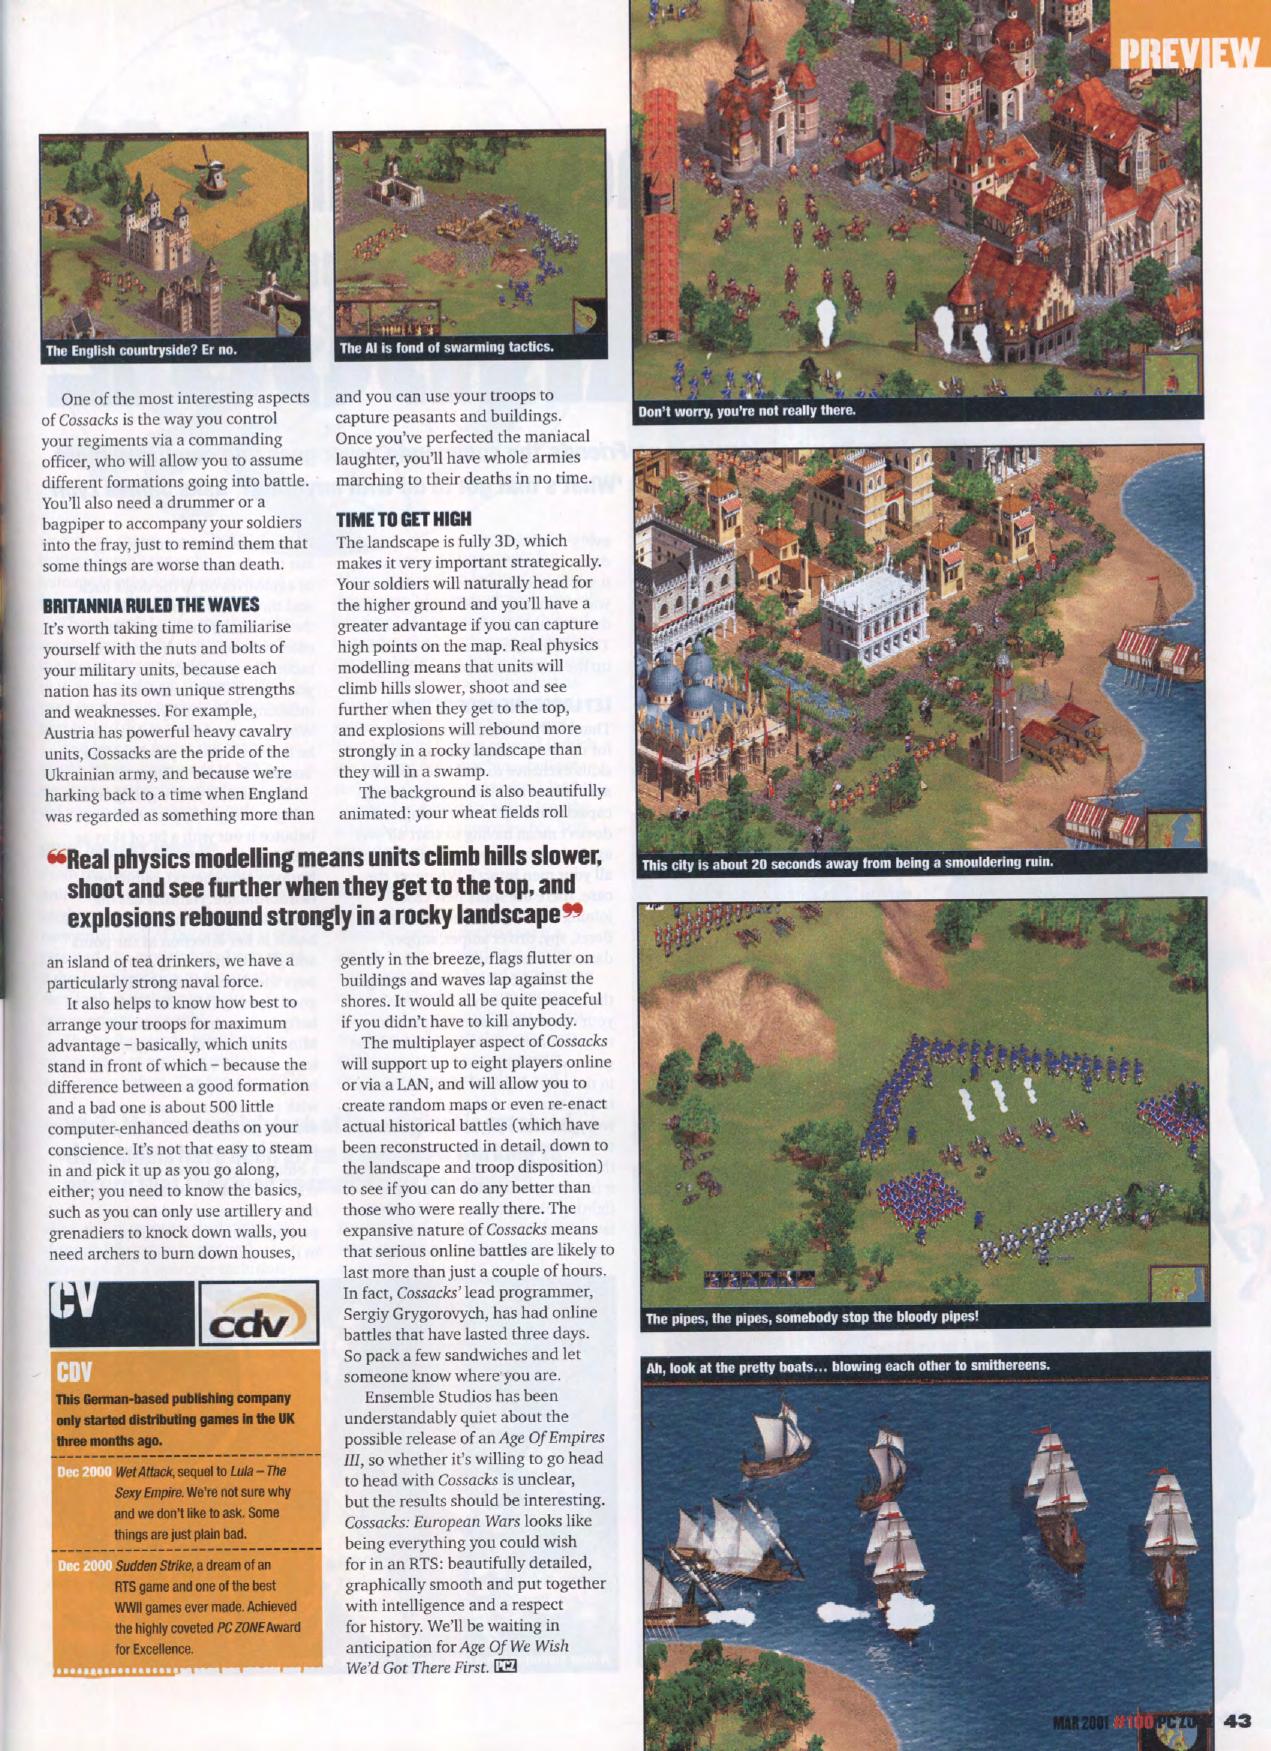 PREVIEW
The English countryside? Er no.
The AI is fond of swarming tactics.
One of the most interesting aspects
of Cossacks is the way you control
your regiments via a commanding
officer, who will allow you to assume
different formations going into battle.
You'll also need a drummer or a
bagpiper to accompany your soldiers
into the fray, just to remind them that
some things are worse than death.
BRITANNIA RULED THE WAVES
It's worth taking time to familiarise
yourself with the nuts and bolts of
your military units, because each
nation has its own unique strengths
and weaknesses. For example,
Austria has powerful heavy cavalry
units, Cossacks are the pride of the
Ukrainian army, and because we're
harking back to a time when England
was regarded as something more than
an island of tea drinkers, we have a
particularly strong naval force.
It also helps to know how best to
arrange your troops for maximum
advantage – basically, which units
stand in front of which – because the
difference between a good formation
and a bad one is about 500 little
computer-enhanced deaths on your
conscience. It's not that easy to steam
in and pick it up as you go along,
either; you need to know the basics,
such as you can only use artillery and
grenadiers to knock down walls, you
need archers to burn down houses,
and you can use your troops to
capture peasants and buildings.
Once you've perfected the maniacal
laughter, you'll have whole armies
marching to their deaths in no time.
TIME TO GET HIGH
The landscape is fully 3D, which
makes it very important strategically.
Your soldiers will naturally head for
the higher ground and you'll have a
greater advantage if you can capture
high points on the map. Real physics
modelling means that units will
climb hills slower, shoot and see
further when they get to the top,
and explosions will rebound more
strongly in a rocky landscape than
they will in a swamp.
The background is also beautifully
animated: your wheat fields roll
gently in the breeze, flags flutter on
buildings and waves lap against the
shores. It would all be quite peaceful
if you didn't have to kill anybody.
The multiplayer aspect of Cossacks
will support up to eight players online
or via a LAN, and will allow you to
create random maps or even re-enact
actual historical battles (which have
been reconstructed in detail, down to
the landscape and troop disposition)
to see if you can do any better than
those who were really there. The
expansive nature of Cossacks means
that serious online battles are likely to
last more than just a couple of hours.
In fact, Cossacks' lead programmer,
Sergiy Grygorovych, has had online
battles that have lasted three days.
So pack a few sandwiches and let
someone know where you are.
Ensemble Studios has been
understandably quiet about the
possible release of an Age Of Empires
III, so whether it's willing to go head
to head with Cossacks is unclear,
but the results should be interesting.
Cossacks: European Wars looks like
being everything you could wish
for in an RTS: beautifully detailed,
graphically smooth and put together
with intelligence and a respect
for history. We'll be waiting in
anticipation for Age Of We Wish
We'd Got There First. PCZ
“Real physics modelling means units climb hills slower,
shoot and see further when they get to the top, and
explosions rebound strongly in a rocky landscape”
CV
cdv
CDV
This German-based publishing company
only started distributing games in the UK
three months ago.
Dec 2000 Wet Attack, sequel to Lula – The
Sexy Empire. We're not sure why
and we don't like to ask. Some
things are just plain bad.
Dec 2000 Sudden Strike, a dream of an
RTS game and one of the best
WWII games ever made. Achieved
the highly coveted PC ZONE Award
for Excellence.
Don't worry, you're not really there.
This city is about 20 seconds away from being a smouldering ruin.
The pipes, the pipes, somebody stop the bloody pipes!
Ah, look at the pretty boats... blowing each other to smithereens.
MAR 2001 #100 PC ZONE 43